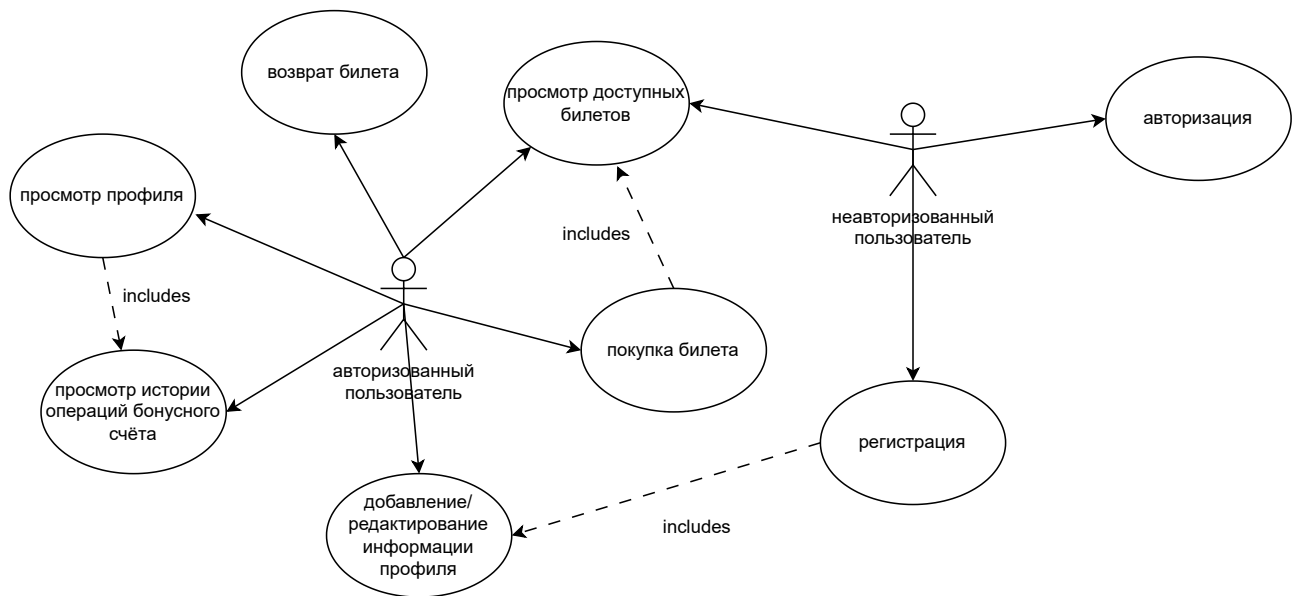 возврат билета
просмотр доступных
билетов
авторизация
просмотр профиля
неавторизованный
пользователь
includes
includes
покупка билета
авторизованный
пользователь
просмотр истории
операций бонусного
счёта
регистрация
добавление/
редактирование
информации
профиля
includes